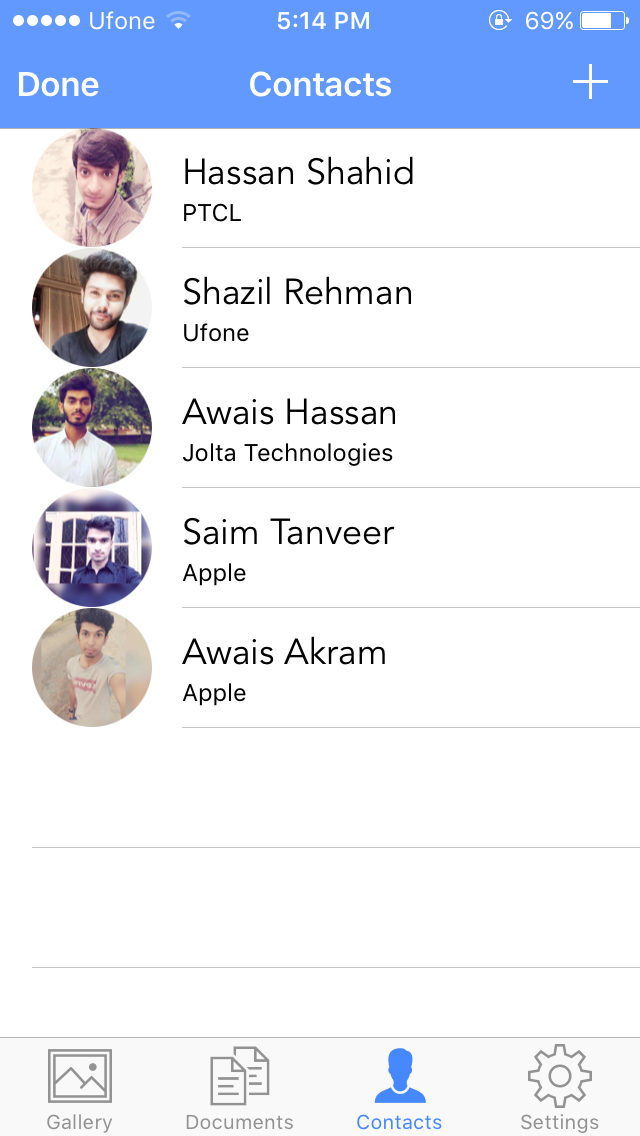 Ufone 5:14 PM 69%
Done Contacts
Hassan Shahid
PTCL
Shazil Rehman
Ufone
Awais Hassan
Jolta Technologies
Saim Tanveer
Apple
Awais Akram
Apple
Gallery Documents Contacts Settings